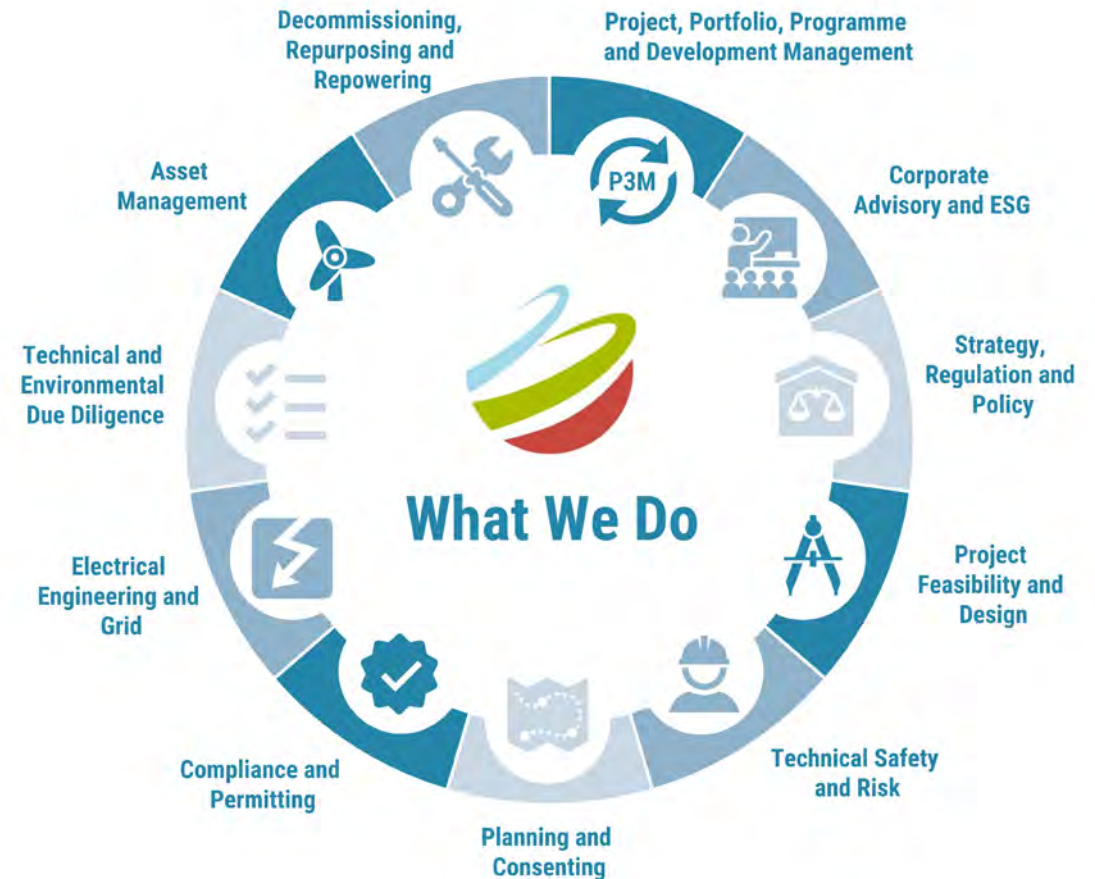 Decommissioning,
Repurposing and
Repowering
Project, Portfolio, Programme
and Development Management
P3M
Corporate
Advisory and ESG
Strategy,
Regulation and
Policy
Project
Feasibility and
Design
Technical Safety
and Risk
Planning and
Consenting
Compliance and
Permitting
Electrical
Engineering and
Grid
Technical and
Environmental
Due Diligence
Asset
Management
What We Do